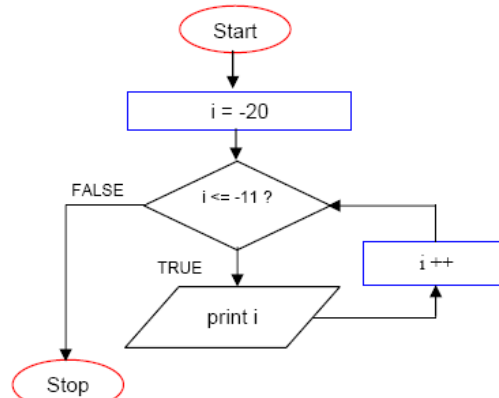 Start
i = -20
FALSE
i <= -11 ?
TRUE
i ++
print i
Stop